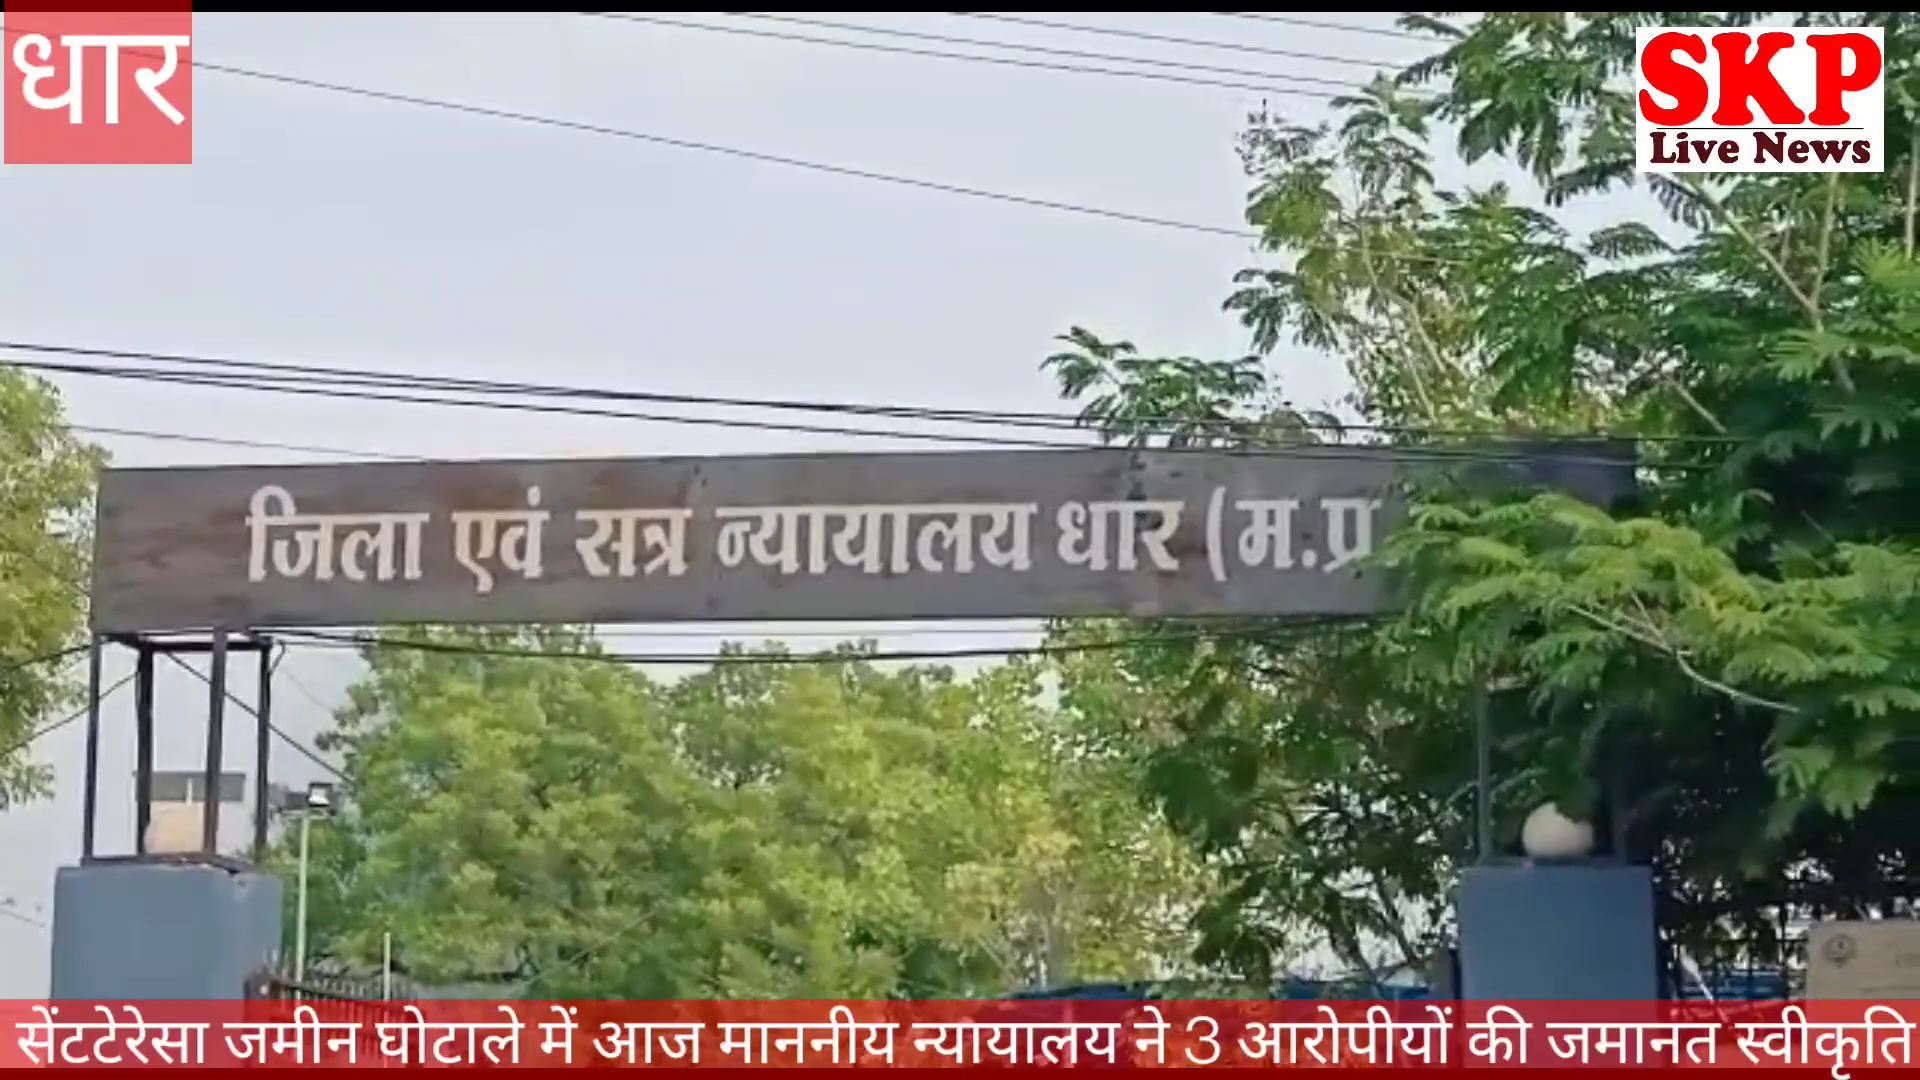 धार
SKP
Live News
जिला एवं सत्र न्यायालय धार (म.प्र
सेंटटेरेसा जमीन घोटाले में आज माननीय न्यायालय ने 3 आरोपीयों की जमानत स्वीकृति